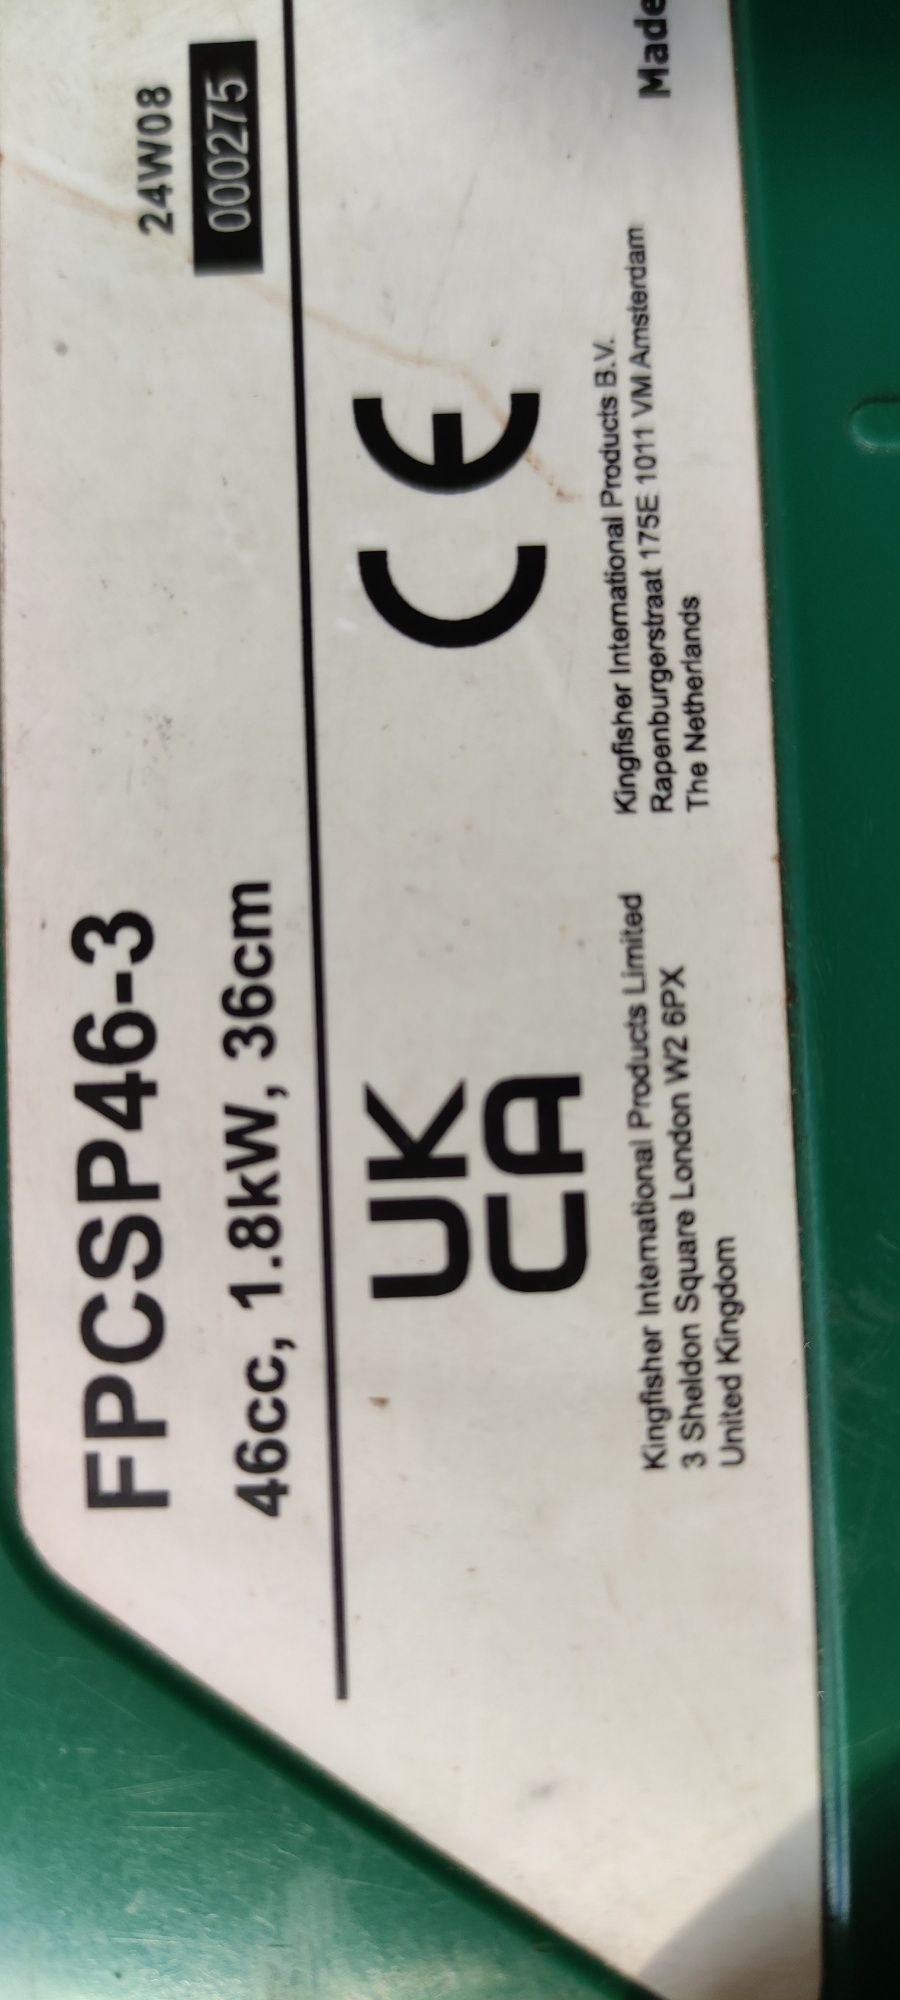 FPCSP46-3
24W08
46cc, 1.8kW, 36cm
000275
UK
CA
CE
Kingfisher International Products Limited
3 Sheldon Square London W2 6PX
United Kingdom
Kingfisher International Products B.V.
Rapenburgerstraat 175E 1011 VM Amsterdam
The Netherlands
Made